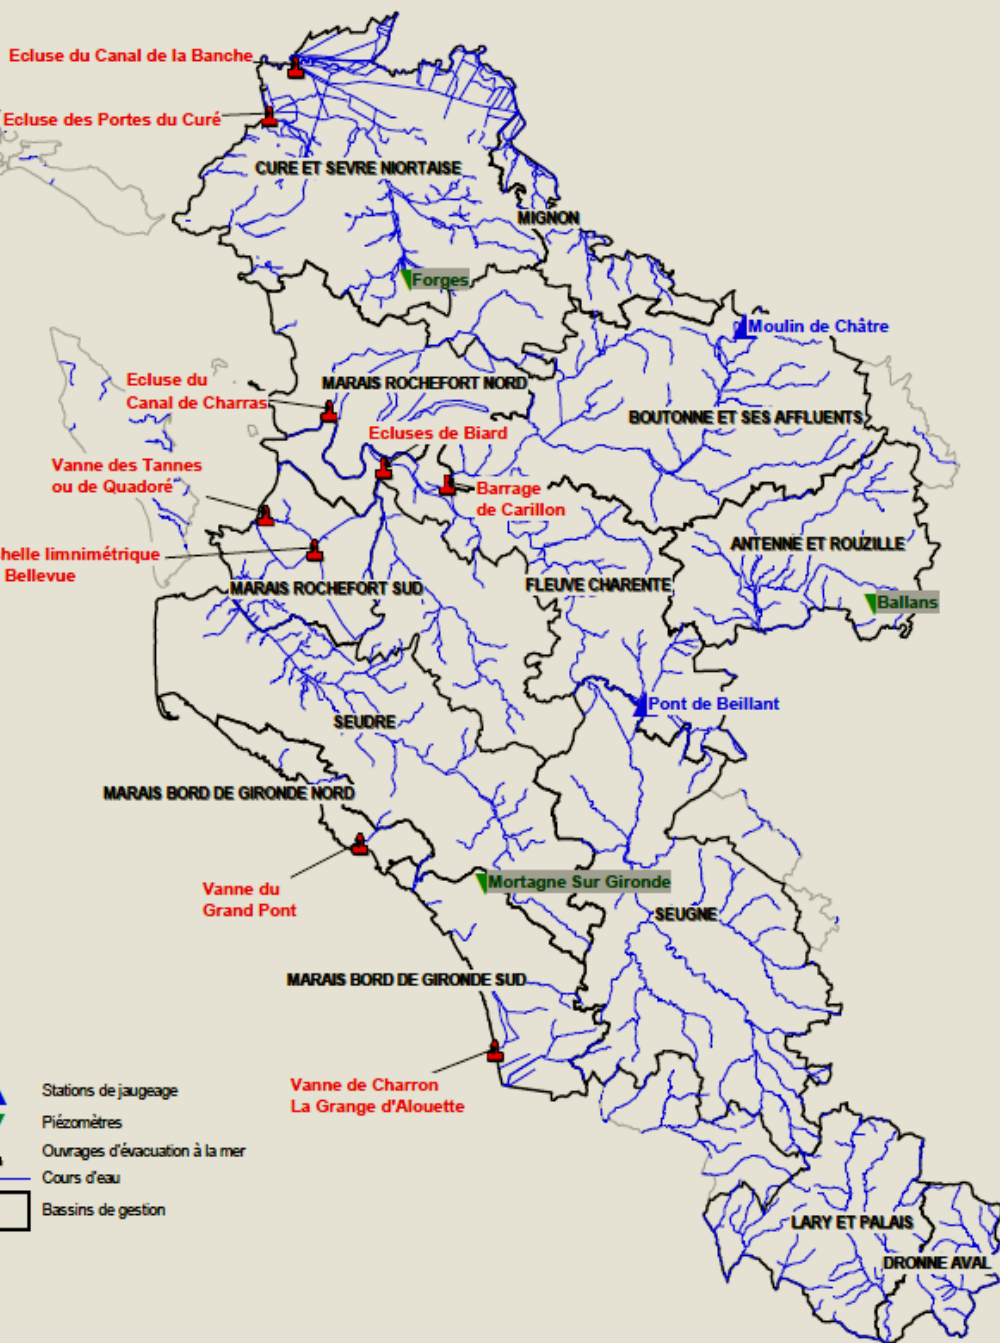 Ecluse du Canal de la Banche
Ecluse des Portes du Curé
CURE ET SEVRE NIORTAISE
MIGNON
Forges
Moulin de Châtre
Ecluse du
Canal de Charras
MARAIS ROCHEFORT NORD
BOUTONNE ET SES AFFLUENTS
Ecluses de Biard
Vanne des Tannes
ou de Quadoré
Barrage
de Carillon
helle limnimétrique
Bellevue
ANTENNE ET ROUZILLE
MARAIS ROCHEFORT SUD
FLEUVE CHARENTE
Ballans
Pont de Beillant
SEUDRE
MARAIS BORD DE GIRONDE NORD
Vanne du
Grand Pont
Mortagne Sur Gironde
SEUGNE
MARAIS BORD DE GIRONDE SUD
Vanne de Charron
La Grange d'Alouette
Stations de jaugeage
Piézomètres
Ouvrages d'évacuation à la mer
Cours d'eau
Bassins de gestion
LARY ET PALAIS
DRONNE AVAL